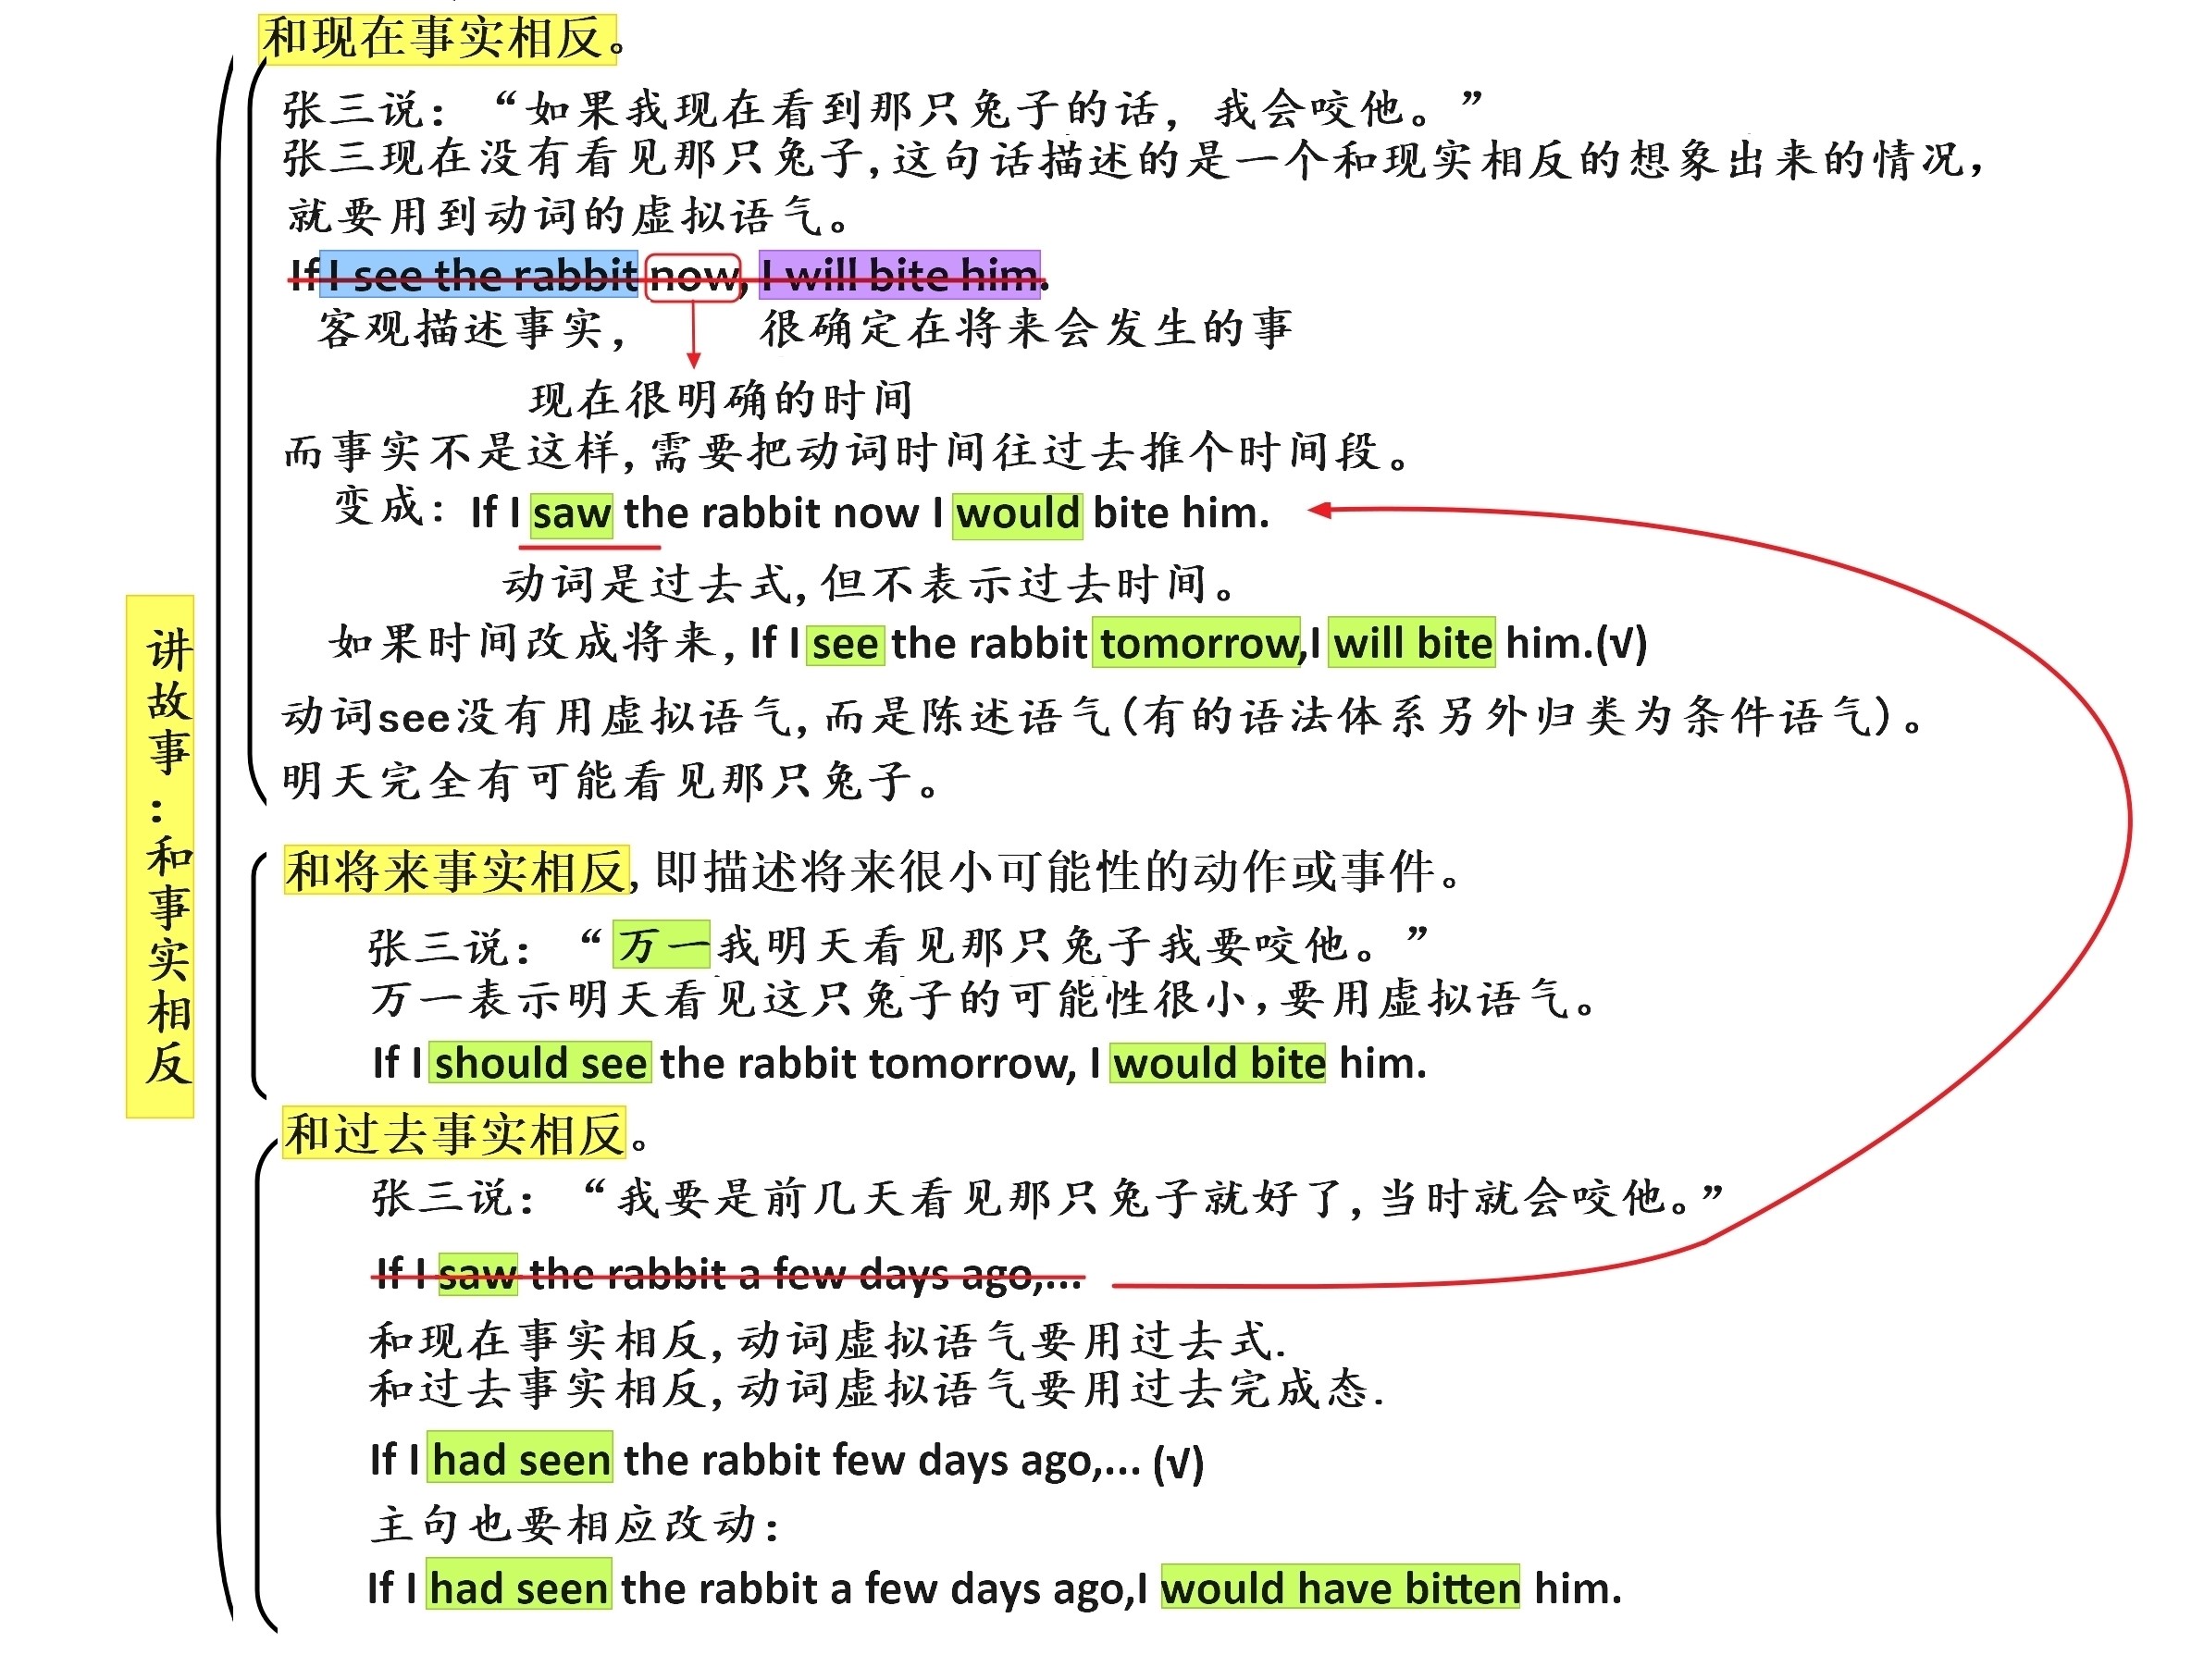 讲故事：和事实相反
和现在事实相反。
张三说：“如果我现在看到那只兔子的话，我会咬他。”
张三现在没有看见那只兔子,这句话描述的是一个和现实相反的想象出来的情况，
就要用到动词的虚拟语气。
If I see the rabbit now, I will bite him.
客观描述事实， 很确定在将来会发生的事
现在很明确的时间
而事实不是这样,需要把动词时间往过去推个时间段。
变成：If I saw the rabbit now I would bite him.
动词是过去式,但不表示过去时间。
如果时间改成将来,If I see the rabbit tomorrow,I will bite him.(√)
动词see没有用虚拟语气,而是陈述语气(有的语法体系另外归类为条件语气)。
明天完全有可能看见那只兔子。
和将来事实相反,即描述将来很小可能性的动作或事件。
张三说：“万一我明天看见那只兔子我要咬他。”
万一表示明天看见这只兔子的可能性很小,要用虚拟语气。
If I should see the rabbit tomorrow, I would bite him.
和过去事实相反。
张三说：“我要是前几天看见那只兔子就好了,当时就会咬他。”
If I saw the rabbit a few days ago,...
和现在事实相反,动词虚拟语气要用过去式.
和过去事实相反,动词虚拟语气要用过去完成态.
If I had seen the rabbit few days ago,... (√)
主句也要相应改动：
If I had seen the rabbit a few days ago,I would have bitten him.